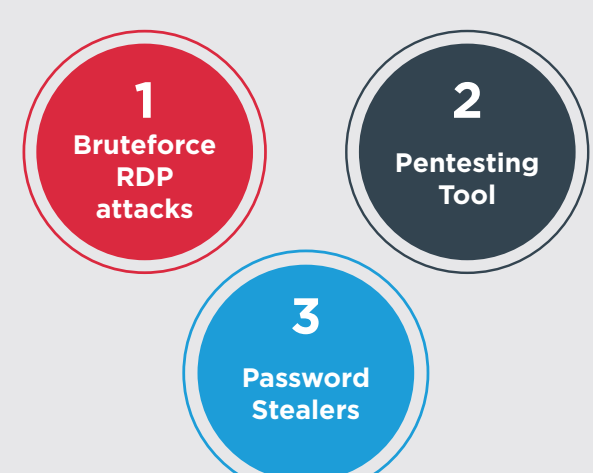 1
Bruteforce
RDP
attacks
2
Pentesting
Tool
3
Password
Stealers